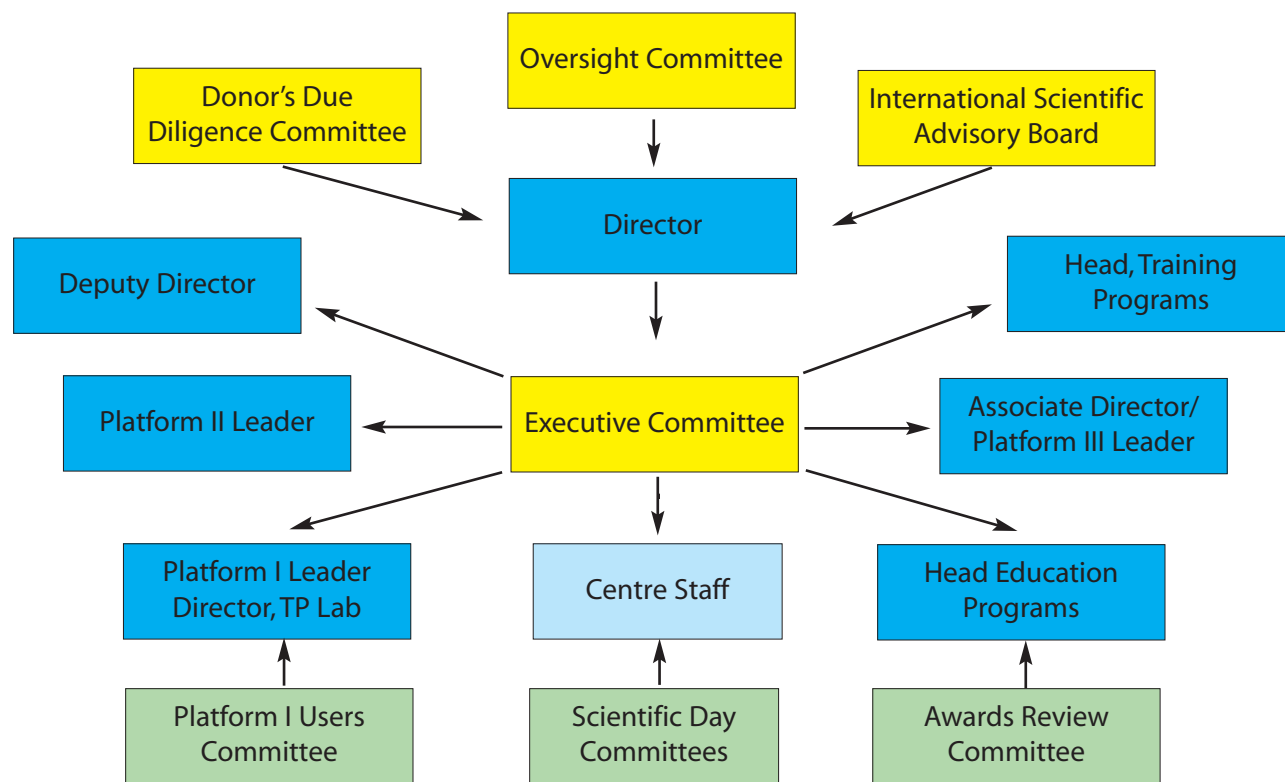 Oversight Committee
Donor's Due
Diligence Committee
International Scientific
Advisory Board
Director
Deputy Director
Head, Training
Programs
Platform II Leader
Executive Committee
Associate Director/
Platform III Leader
Platform I Leader
Director, TP Lab
Centre Staff
Head Education
Programs
Platform I Users
Committee
Scientific Day
Committees
Awards Review
Committee